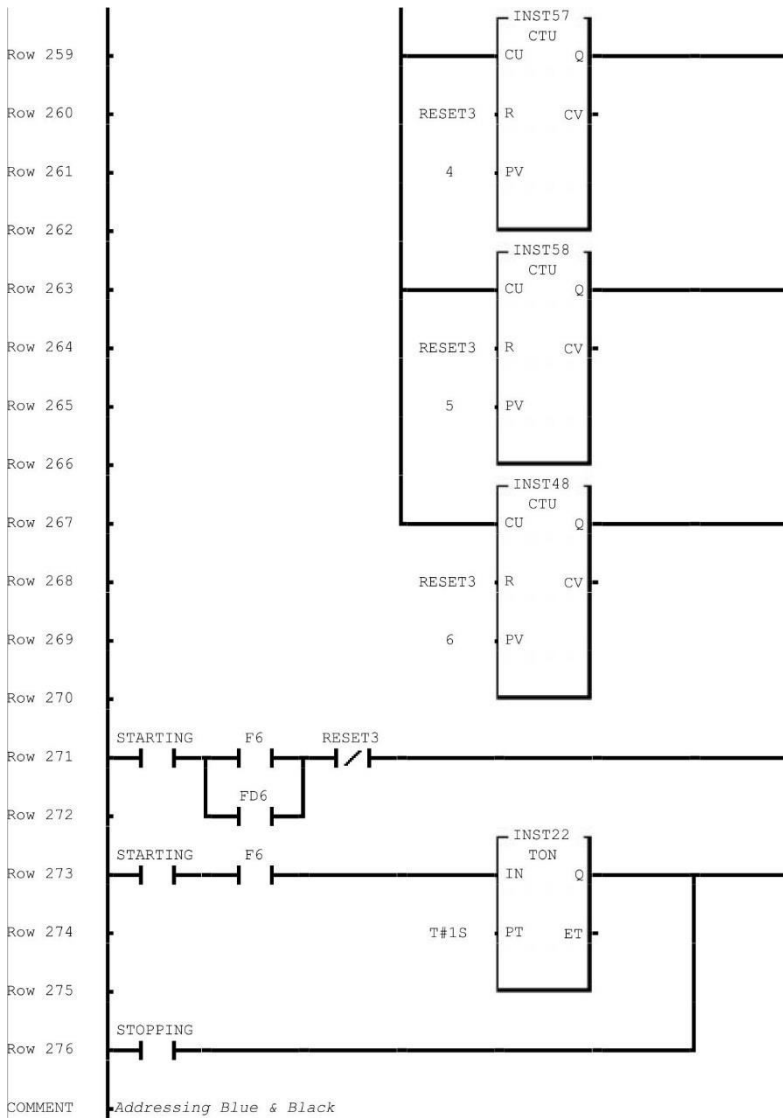 INST57
CTU
Row 259 CU Q
Row 260 RESET3 R CV
Row 261 4 PV
Row 262
INST58
CTU
Row 263 CU Q
Row 264 RESET3 R CV
Row 265 5 PV
Row 266
INST48
CTU
Row 267 CU Q
Row 268 RESET3 R CV
Row 269 6 PV
Row 270
STARTING F6 RESET3
Row 271
FD6
Row 272
INST22
STARTING F6 TON
Row 273 IN Q
Row 274 T#1S PT ET
Row 275
STOPPING
Row 276
COMMENT Addressing Blue & Black